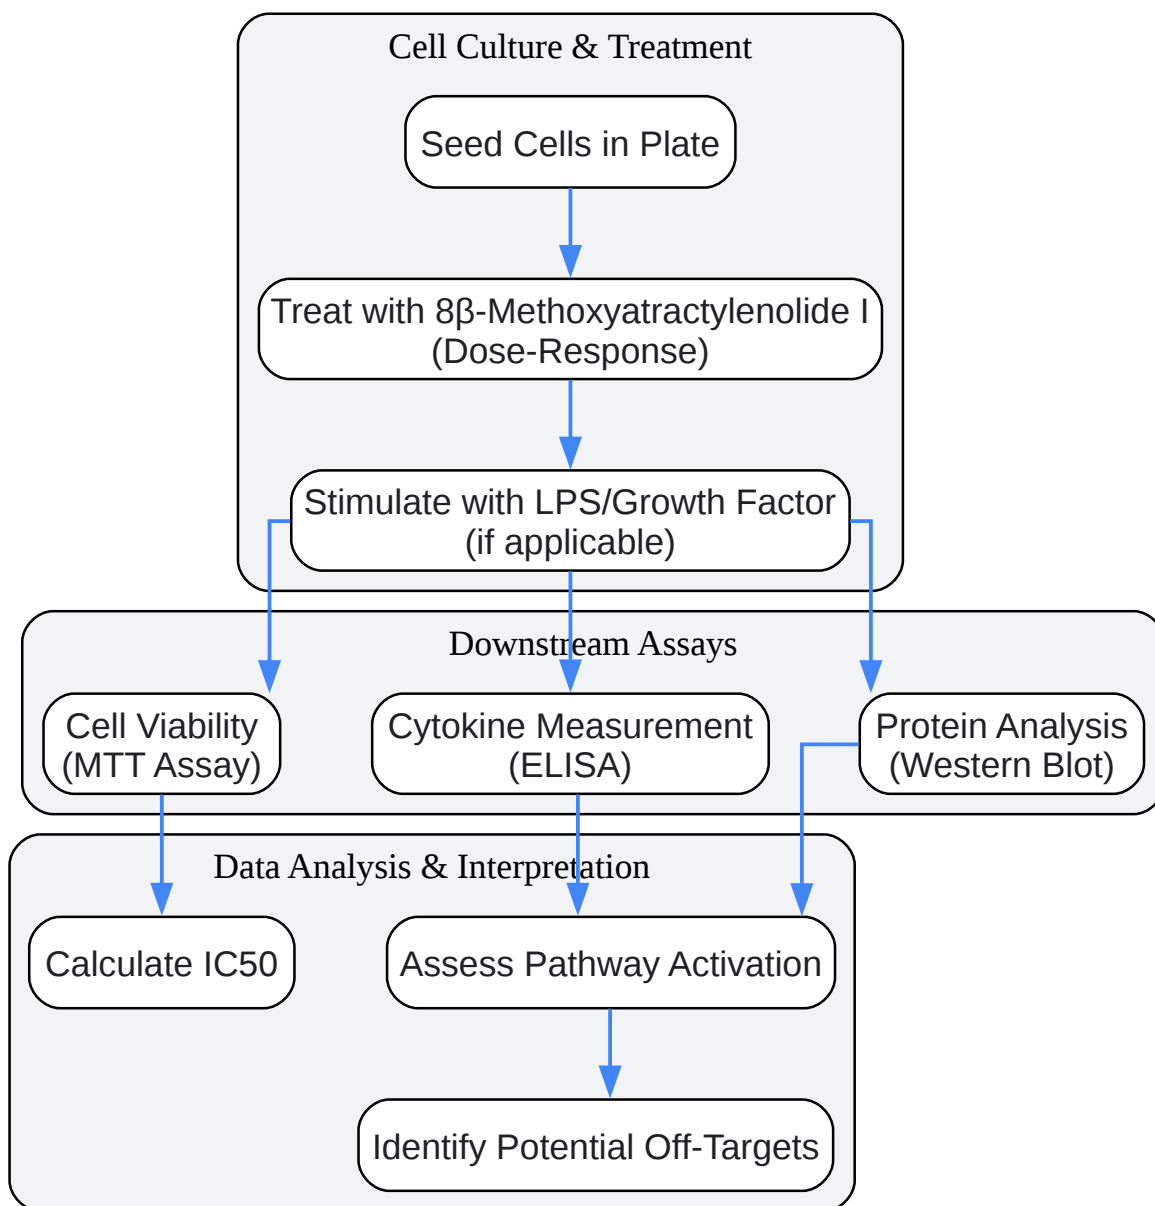 Cell Culture & Treatment
Seed Cells in Plate
Treat with 8β-Methoxyatractylenolide I
(Dose-Response)
Stimulate with LPS/Growth Factor
(if applicable)
Downstream Assays
Cell Viability
(MTT Assay)
Cytokine Measurement
(ELISA)
Protein Analysis
(Western Blot)
Data Analysis & Interpretation
Calculate IC50
Assess Pathway Activation
Identify Potential Off-Targets